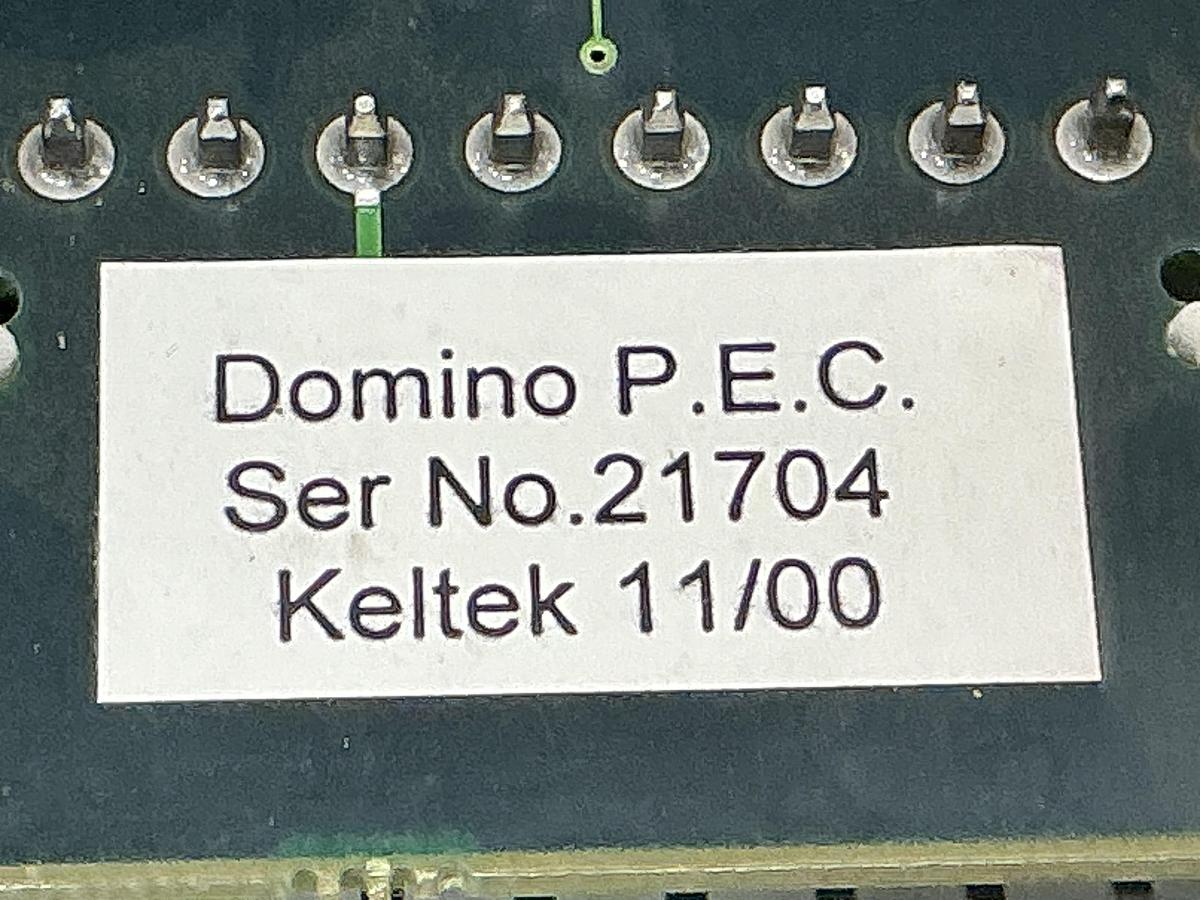 Domino P.E.C.
Ser No.21704
Keltek 11/00